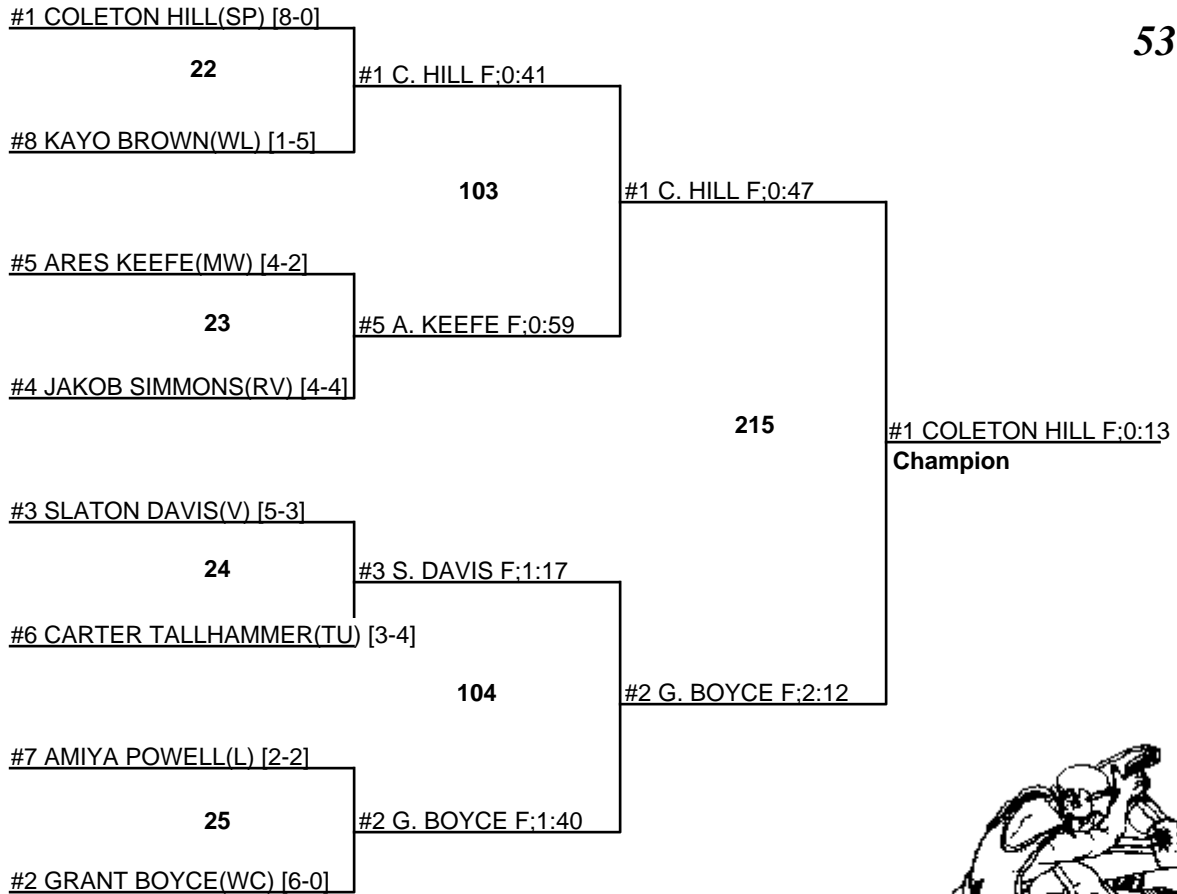 #1 COLETON HILL(SP) [8-0]
53
22
#1 C. HILL F;0:41
#8 KAYO BROWN(WL) [1-5]
103
#1 C. HILL F;0:47
#5 ARES KEEFE(MW) [4-2]
23
#5 A. KEEFE F;0:59
#4 JAKOB SIMMONS(RV) [4-4]
215
#1 COLETON HILL F;0:13
Champion
#3 SLATON DAVIS(V) [5-3]
24
#3 S. DAVIS F;1:17
#6 CARTER TALLHAMMER(TU) [3-4]
104
#2 G. BOYCE F;2:12
#7 AMIYA POWELL(L) [2-2]
25
#2 G. BOYCE F;1:40
#2 GRANT BOYCE(WC) [6-0]